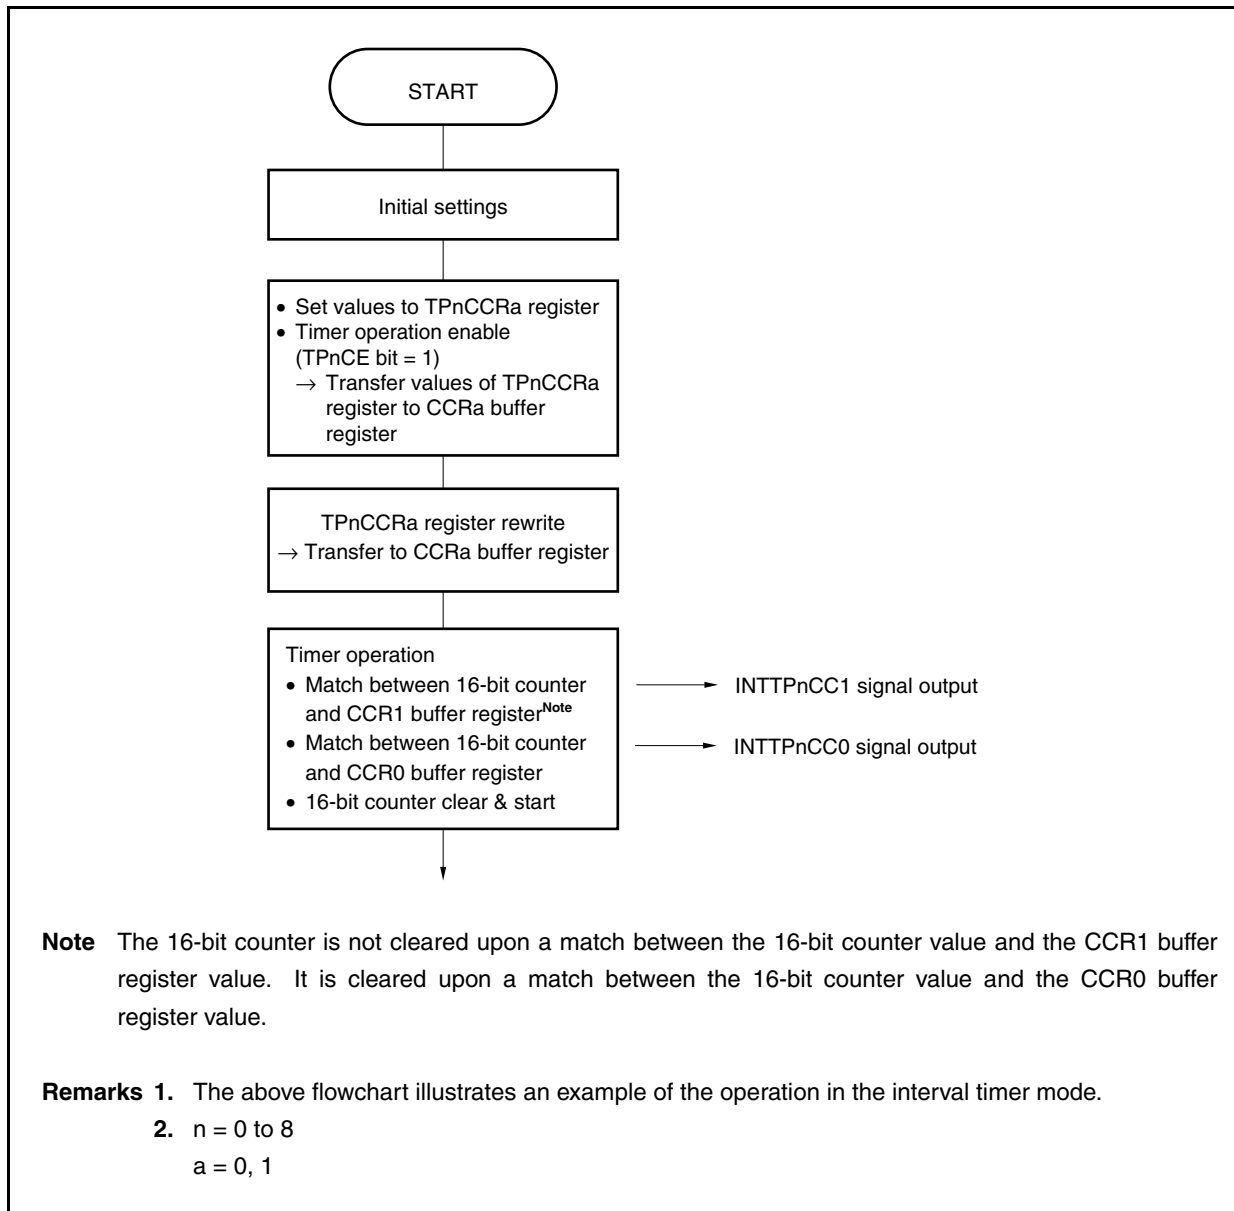 START
Initial settings
• Set values to TPnCCRa register
• Timer operation enable
(TPnCE bit = 1)
→ Transfer values of TPnCCRa
register to CCRa buffer
register
TPnCCRa register rewrite
→ Transfer to CCRa buffer register
Timer operation
• Match between 16-bit counter
and CCR1 buffer registerNote
• Match between 16-bit counter
and CCR0 buffer register
• 16-bit counter clear & start
INTTPnCC1 signal output
INTTPnCC0 signal output
Note The 16-bit counter is not cleared upon a match between the 16-bit counter value and the CCR1 buffer
register value. It is cleared upon a match between the 16-bit counter value and the CCR0 buffer
register value.
Remarks 1. The above flowchart illustrates an example of the operation in the interval timer mode.
2. n = 0 to 8
a = 0, 1